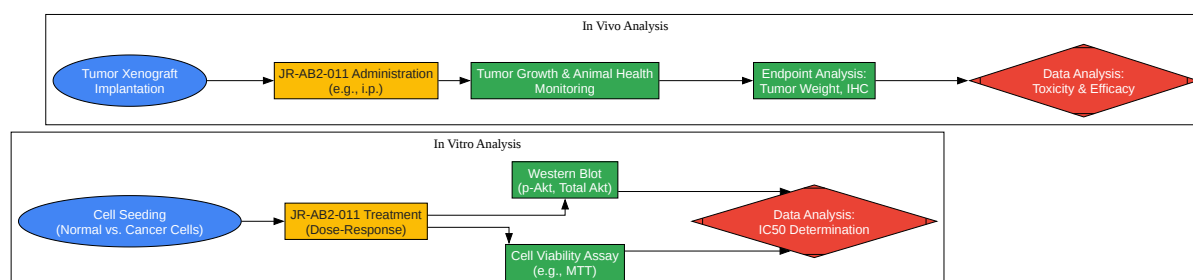 In Vivo Analysis
Tumor Xenograft
Implantation
JR-AB2-011 Administration
(e.g., i.p.)
Tumor Growth & Animal Health
Monitoring
Endpoint Analysis:
Tumor Weight, IHC
Data Analysis:
Toxicity & Efficacy
In Vitro Analysis
Cell Seeding
(Normal vs. Cancer Cells)
JR-AB2-011 Treatment
(Dose-Response)
Western Blot
(p-Akt, Total Akt)
Cell Viability Assay
(e.g., MTT)
Data Analysis:
IC50 Determination